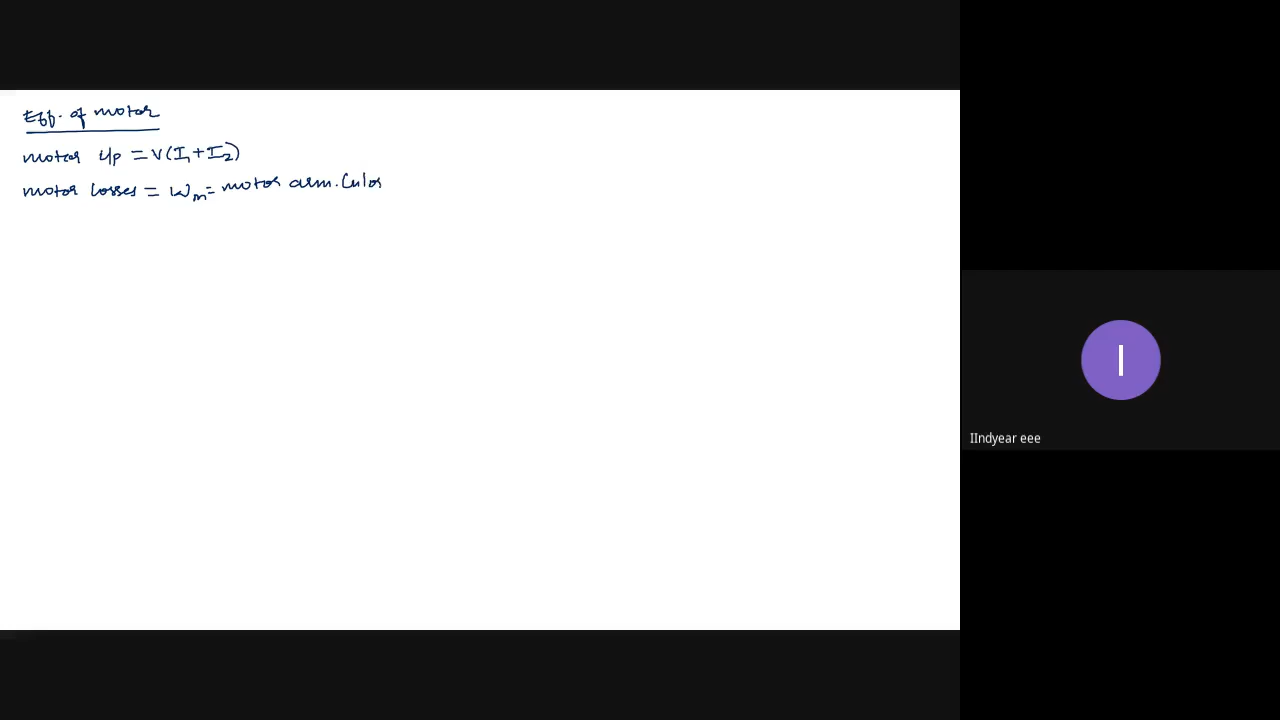 Eff. of motor
motor i/p = V(I₁ + I₂)
motor losses = Wₘ = motor arm. Culos
I
IIndyear eee